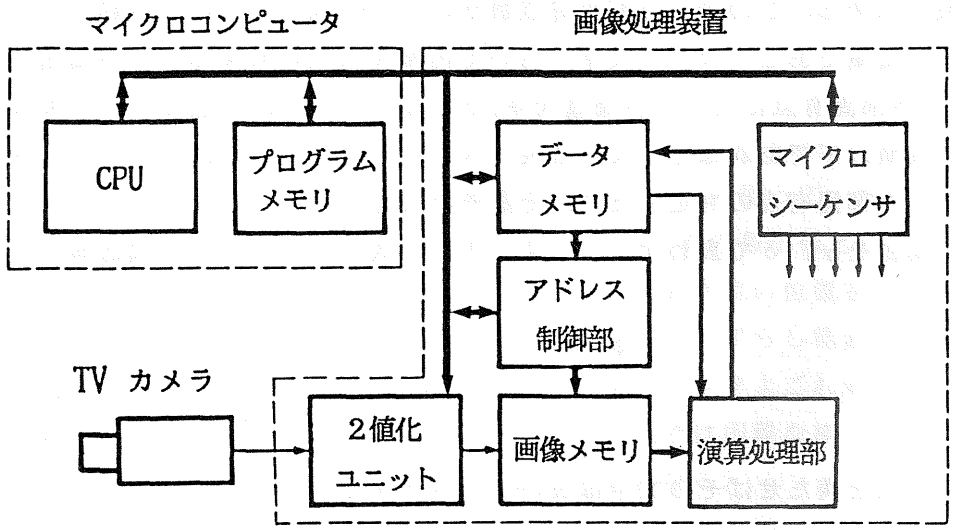 マイクロコンピュータ
画像処理装置
CPU
プログラム
メモリ
データ
メモリ
マイクロ
シーケンサ
アドレス
制御部
TV カメラ
2値化
ユニット
画像メモリ
演算処理部